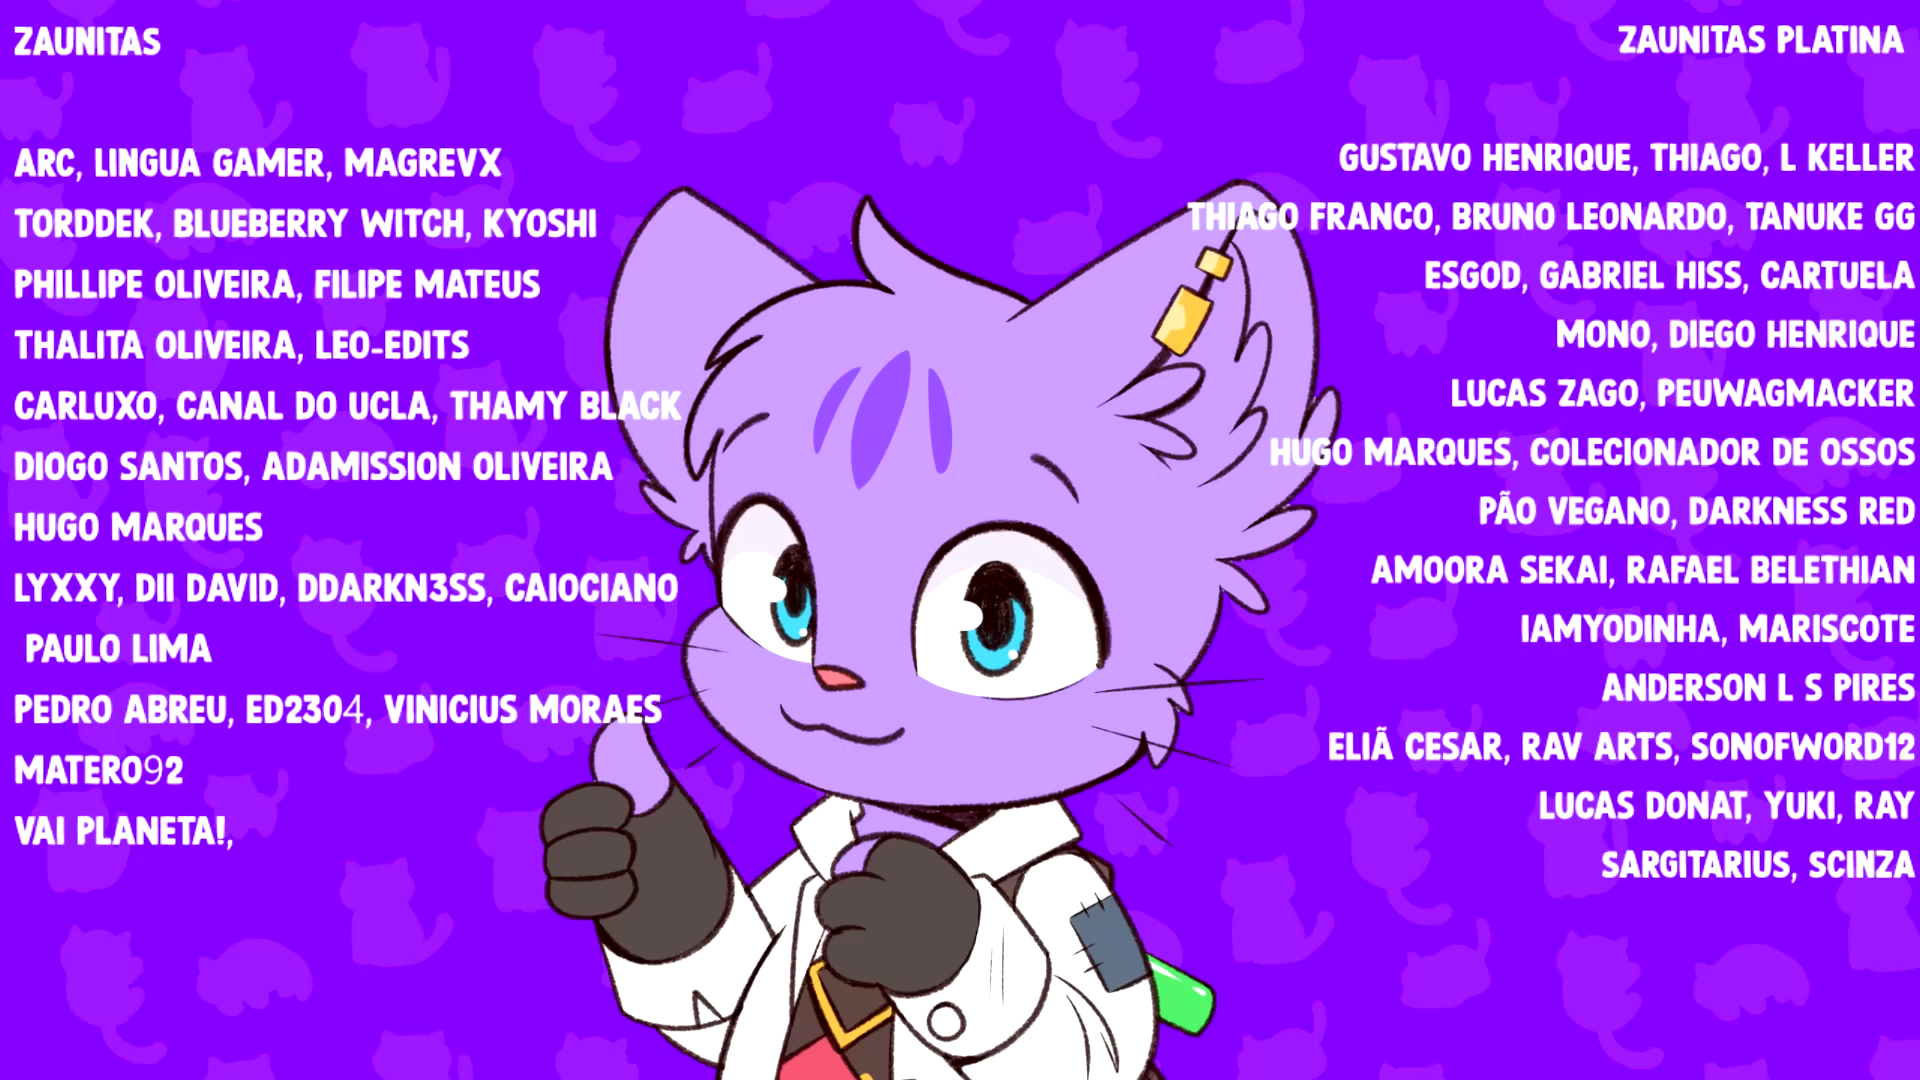 ZAUNITAS
ARC, LINGUA GAMER, MAGREVX
TORDDEK, BLUEBERRY WITCH, KYOSHI
PHILLIPE OLIVEIRA, FILIPE MATEUS
THALITA OLIVEIRA, LEO-EDITS
CARLUXO, CANAL DO UCLA, THAMY BLACK
DIOGO SANTOS, ADAMISSION OLIVEIRA
HUGO MARQUES
LYXXY, DII DAVID, DDARKN3SS, CAIOCIANO
PAULO LIMA
PEDRO ABREU, ED2304, VINICIUS MORAES
MATERO92
VAI PLANETA!,
ZAUNITAS PLATINA
GUSTAVO HENRIQUE, THIAGO, L KELLER
THIAGO FRANCO, BRUNO LEONARDO, TANUKE GG
ESGOD, GABRIEL HISS, CARTUELA
MONO, DIEGO HENRIQUE
LUCAS ZAGO, PEUWAGMACKER
HUGO MARQUES, COLECIONADOR DE OSSOS
PÃO VEGANO, DARKNESS RED
AMOORA SEKAI, RAFAEL BELETHIAN
IAMYODINHA, MARISCOTE
ANDERSON L S PIRES
ELIÃ CESAR, RAV ARTS, SONOFWORD12
LUCAS DONAT, YUKI, RAY
SARGITARIUS, SCINZA